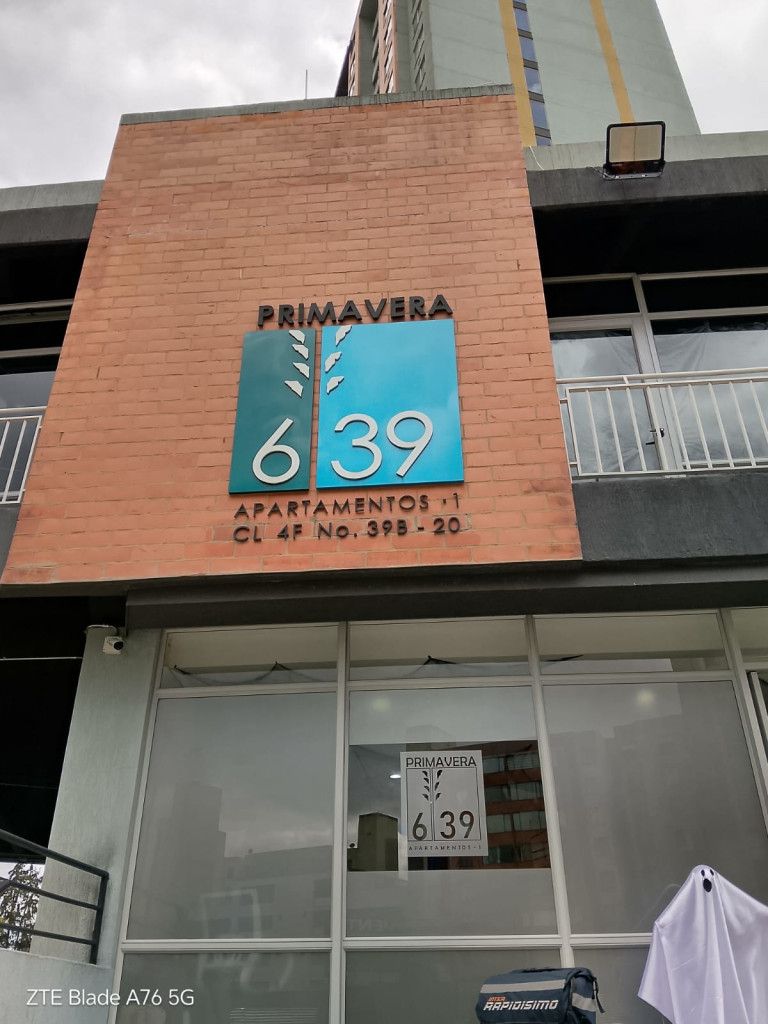 PRIMAVERA
6 39
APARTAMENTOS - 1
CL 4F No. 39B - 20
PRIMAVERA
6 39
APARTAMENTOS - 1
INTER
RAPIDISIMO
ZTE Blade A76 5G